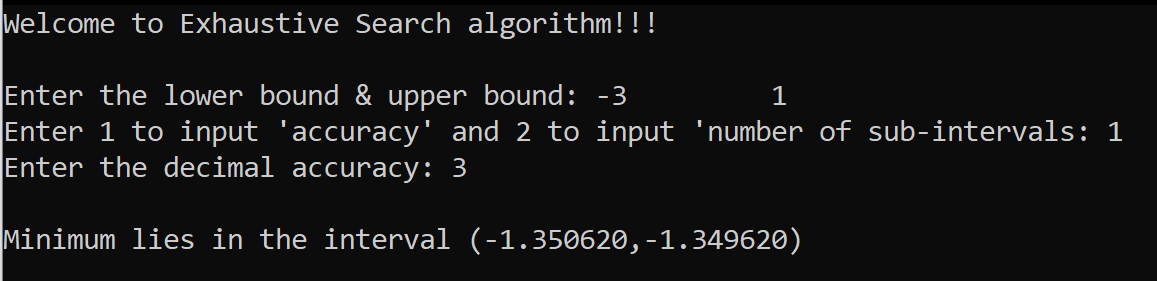 Welcome to Exhaustive Search algorithm!!!
Enter the lower bound & upper bound: -3         1
Enter 1 to input 'accuracy' and 2 to input 'number of sub-intervals: 1
Enter the decimal accuracy: 3
Minimum lies in the interval (-1.350620,-1.349620)